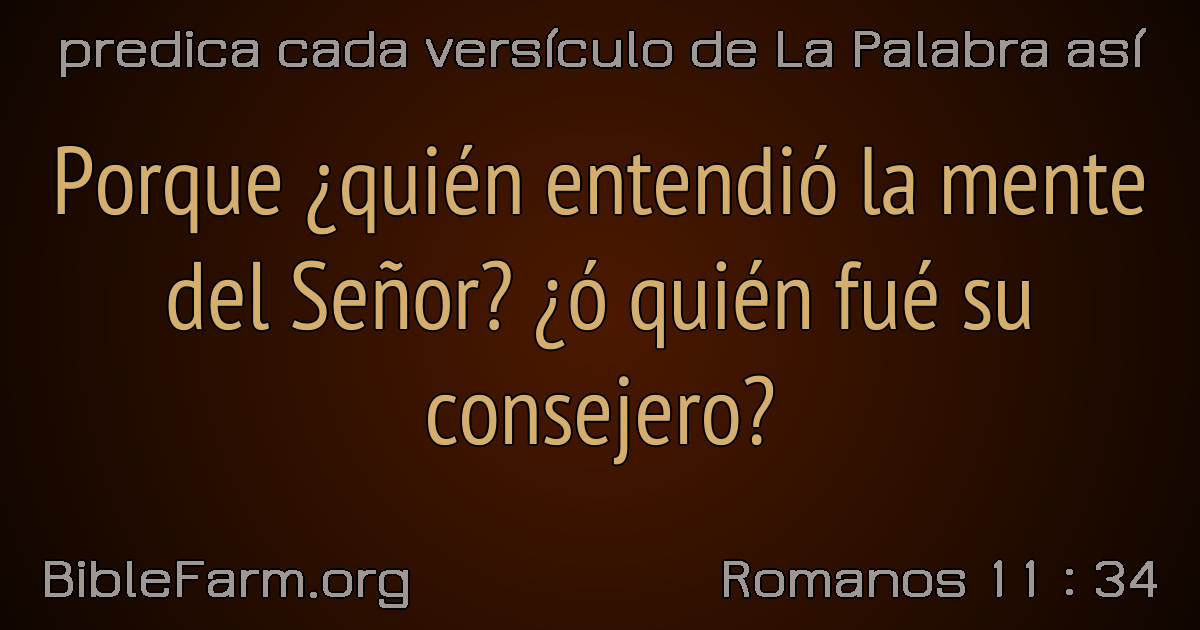 predica cada versículo de La Palabra así
Porque ¿quién entendió la mente
del Señor? ¿ó quién fué su
consejero?
BibleFarm.org
Romanos 11 : 34